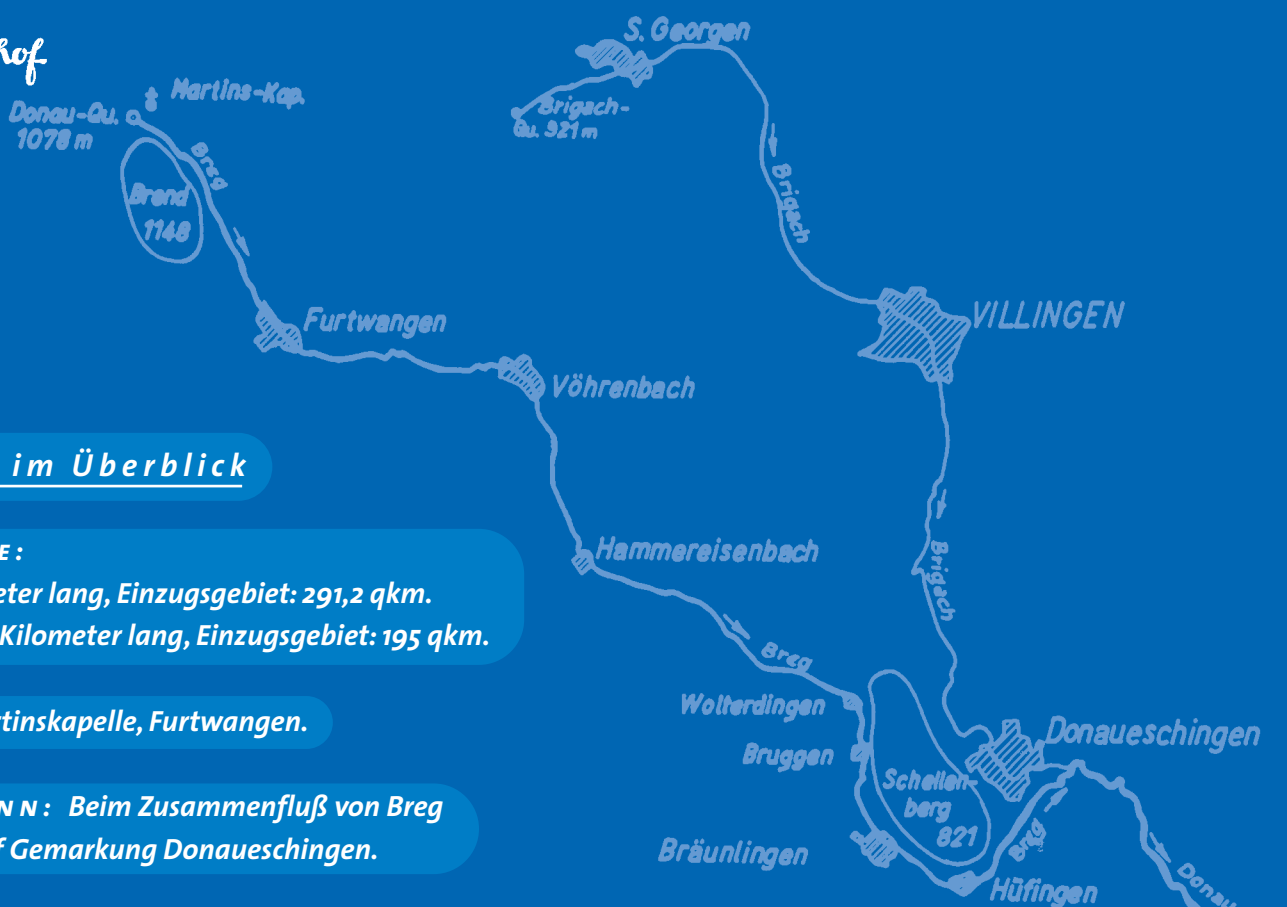 hof
S. Georgen
Martins-Kap.
Donau-Qu.
1078 m
Brigach-
Qu. 921 m
Breg
Brigach
Brend
1148
Furtwangen
VILLINGEN
Vöhrenbach
im Überblick
E:
eter lang, Einzugsgebiet: 291,2 qkm.
Kilometer lang, Einzugsgebiet: 195 qkm.
Hammereisenbach
Brigach
Breg
Wolterdingen
tinskapelle, Furtwangen.
Bruggen
Donaueschingen
Schellen-
berg
821
NN: Beim Zusammenfluß von Breg
f Gemarkung Donaueschingen.
Bräunlingen
Breg
Hüfingen
Donau